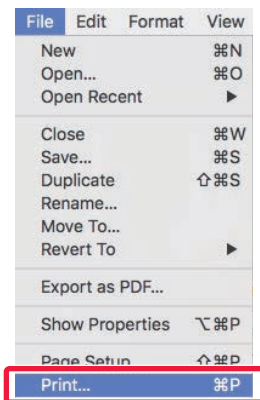 File Edit Format View
New ⌘N
Open... ⌘O
Open Recent ▶
Close ⌘W
Save... ⌘S
Duplicate ⇧⌘S
Rename...
Move To...
Revert To ▶
Export as PDF...
Show Properties ⌥⌘P
Page Setup ⇧⌘P
Print... ⌘P